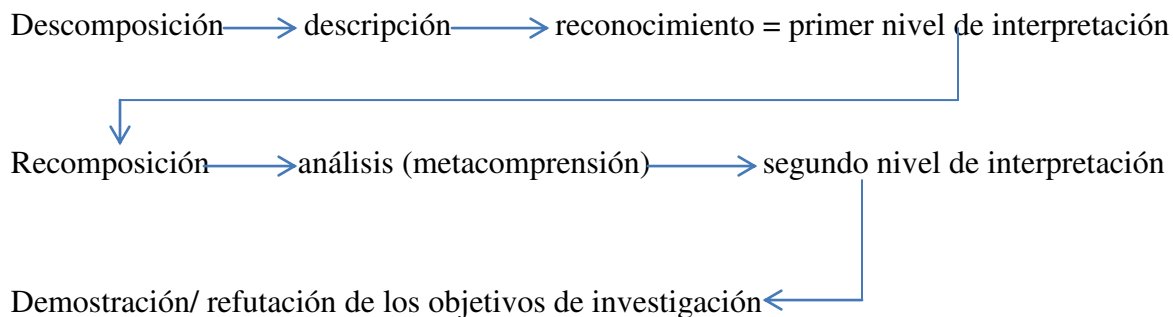 Descomposición descripción reconocimiento = primer nivel de interpretación
Recomposición análisis (metacomprensión) segundo nivel de interpretación
Demostración/ refutación de los objetivos de investigación